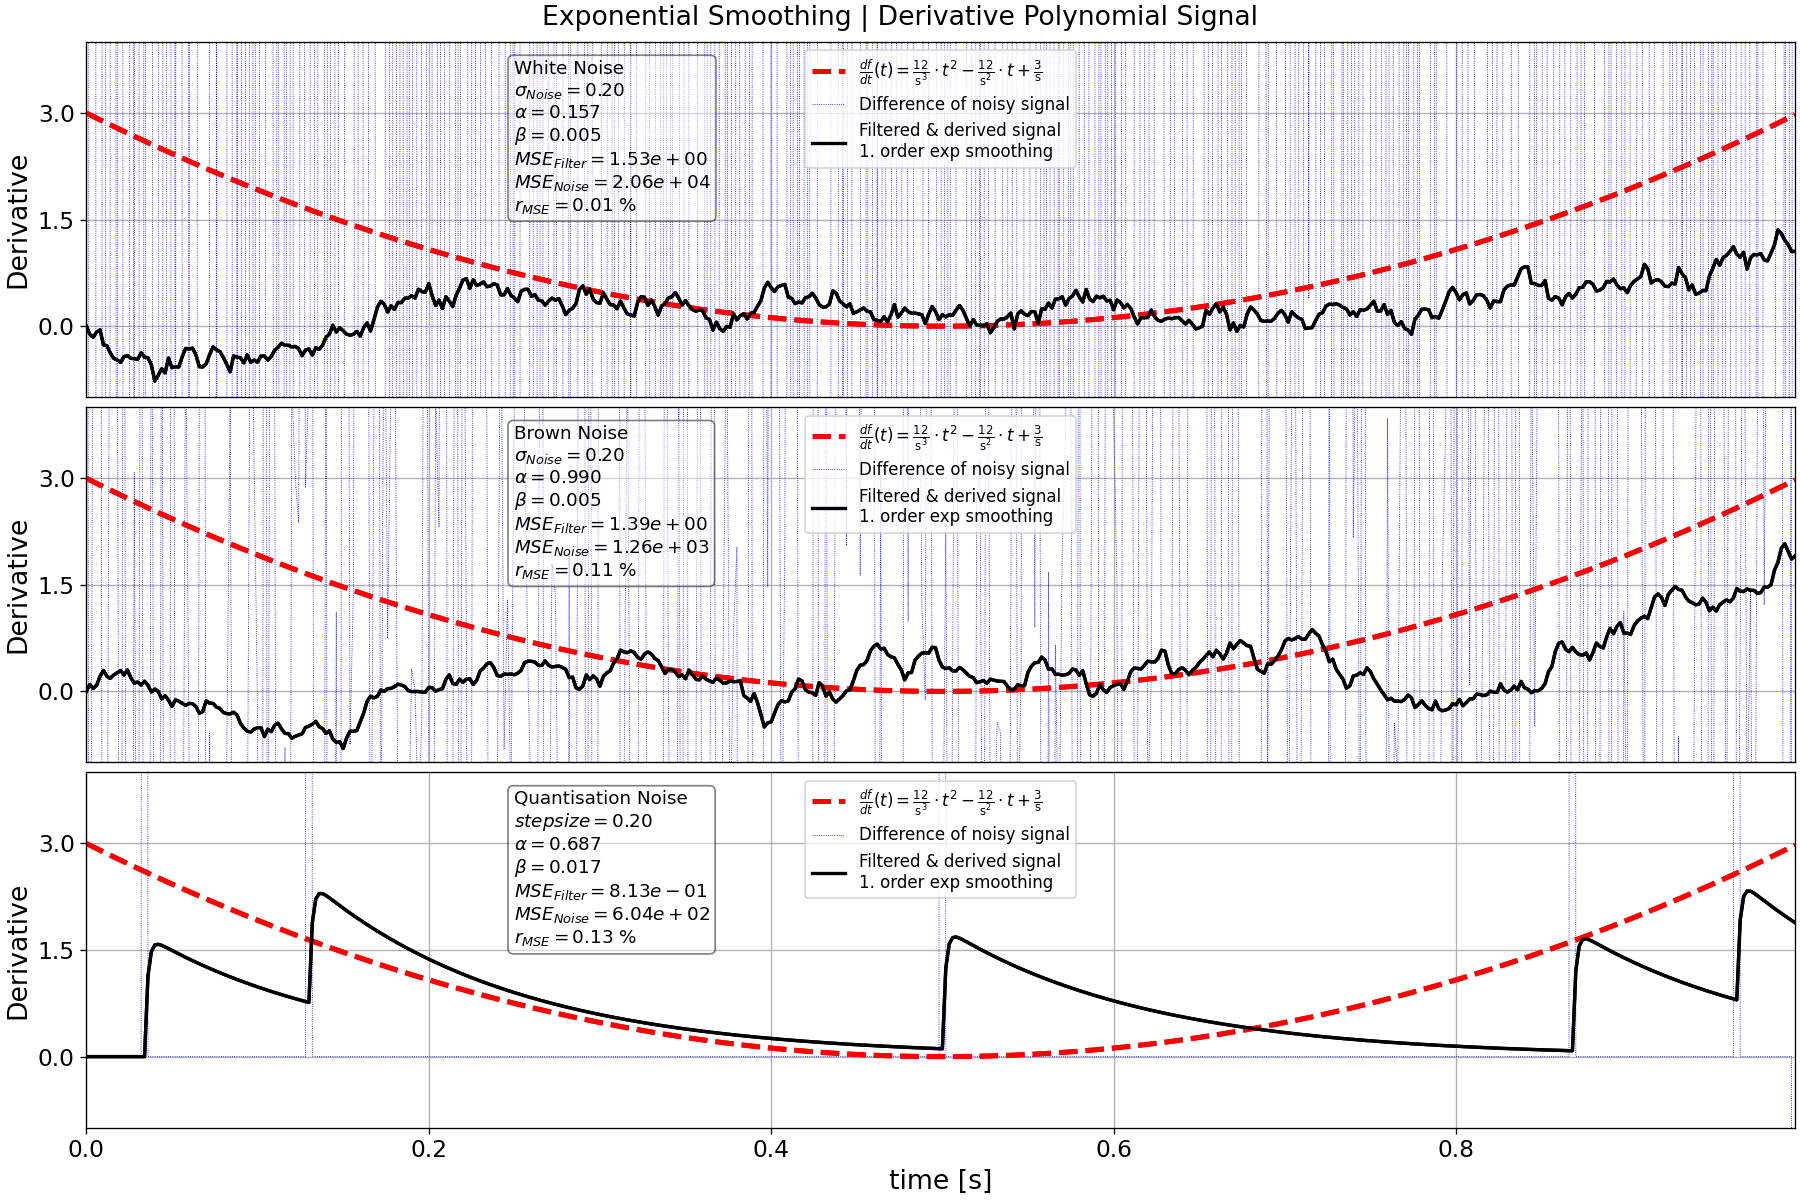 Exponential Smoothing | Derivative Polynomial Signal
Derivative
3.0
1.5
0.0
White Noise
σ_Noise = 0.20
α = 0.157
β = 0.005
MSE_Filter = 1.53e + 00
MSE_Noise = 2.06e + 04
r_MSE = 0.01 %
df/dt (t) = 12/s³ · t² − 12/s² · t + 3/s
Difference of noisy signal
Filtered & derived signal
1. order exp smoothing
Derivative
3.0
1.5
0.0
Brown Noise
σ_Noise = 0.20
α = 0.990
β = 0.005
MSE_Filter = 1.39e + 00
MSE_Noise = 1.26e + 03
r_MSE = 0.11 %
df/dt (t) = 12/s³ · t² − 12/s² · t + 3/s
Difference of noisy signal
Filtered & derived signal
1. order exp smoothing
Derivative
3.0
1.5
0.0
Quantisation Noise
stepsize = 0.20
α = 0.687
β = 0.017
MSE_Filter = 8.13e − 01
MSE_Noise = 6.04e + 02
r_MSE = 0.13 %
df/dt (t) = 12/s³ · t² − 12/s² · t + 3/s
Difference of noisy signal
Filtered & derived signal
1. order exp smoothing
0.0 0.2 0.4 0.6 0.8
time [s]